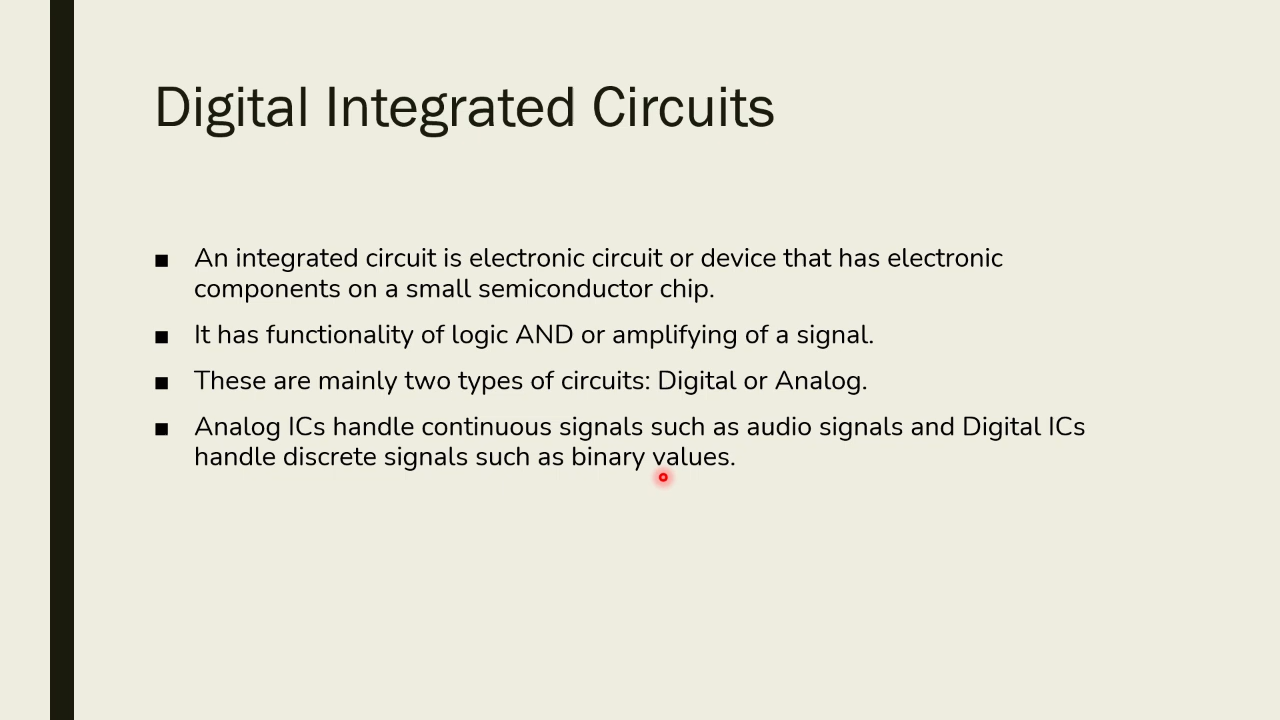 Digital Integrated Circuits
■ An integrated circuit is electronic circuit or device that has electronic
components on a small semiconductor chip.
■ It has functionality of logic AND or amplifying of a signal.
■ These are mainly two types of circuits: Digital or Analog.
■ Analog ICs handle continuous signals such as audio signals and Digital ICs
handle discrete signals such as binary values.